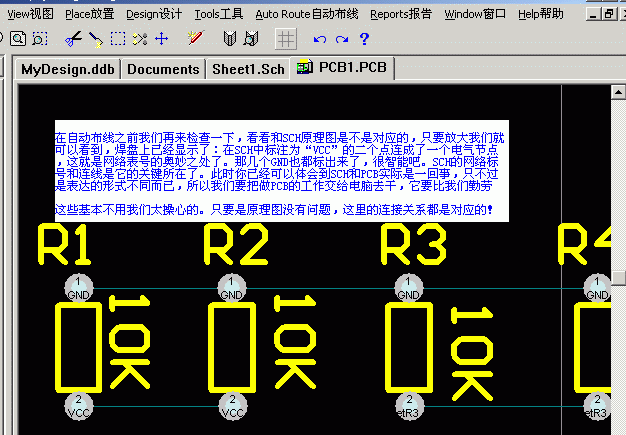 View视图 Place放置 Design设计 Tools工具 Auto Route自动布线 Reports报告 Window窗口 Help帮助
MyDesign.ddb Documents Sheet1.Sch PCB1.PCB
在自动布线之前我们再来检查一下，看看和SCH原理图是不是对应的，只要放大我们就
可以看到，焊盘上已经显示了：在SCH中标注为“VCC”的二个点连成了一个电气节点
，这就是网络表号的奥妙之处了。那几个GND也都标出来了，很智能吧。SCH的网络标
号和连线是它的关键所在了。此时你已经可以体会到SCH和PCB实际是一回事，只不过
是表达的形式不同而已，所以我们要把做PCB的工作交给电脑去干，它要比我们勤劳
这些基本不用我们太操心的。只要是原理图没有问题，这里的连接关系都是对应的！
R1 R2 R3 R4
1 1 1 1
GND GND GND GND
10K 10K 10K
2 2 2 2
VCC VCC etR3 etR